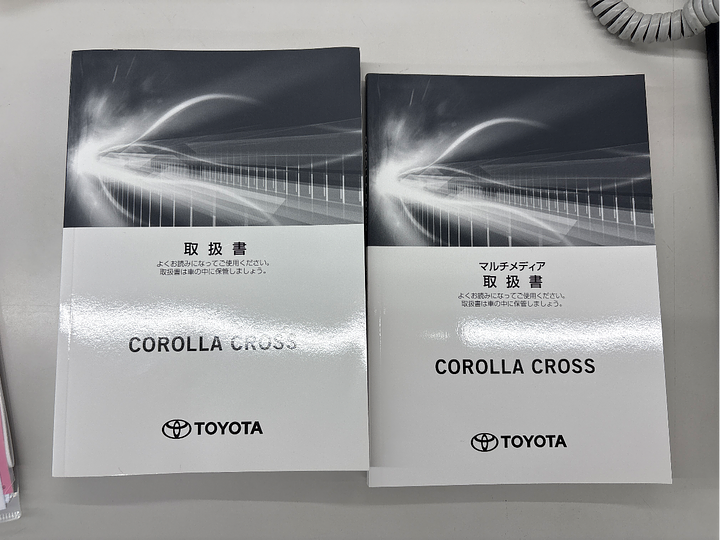 取扱書
よくお読みになってご使用ください。
取扱書は車の中に保管しましょう。
COROLLA CROSS
TOYOTA
マルチメディア
取扱書
よくお読みになってご使用ください。
取扱書は車の中に保管しましょう。
COROLLA CROSS
TOYOTA